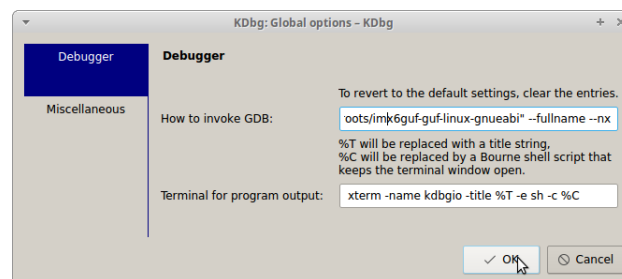 KDbg: Global options – KDbg
Debugger
Miscellaneous
Debugger
To revert to the default settings, clear the entries.
How to invoke GDB:
oots/imx6guf-guf-linux-gnueabi" --fullname --nx
%T will be replaced with a title string,
%C will be replaced by a Bourne shell script that
keeps the terminal window open.
Terminal for program output:
xterm -name kdbgio -title %T -e sh -c %C
OK
Cancel